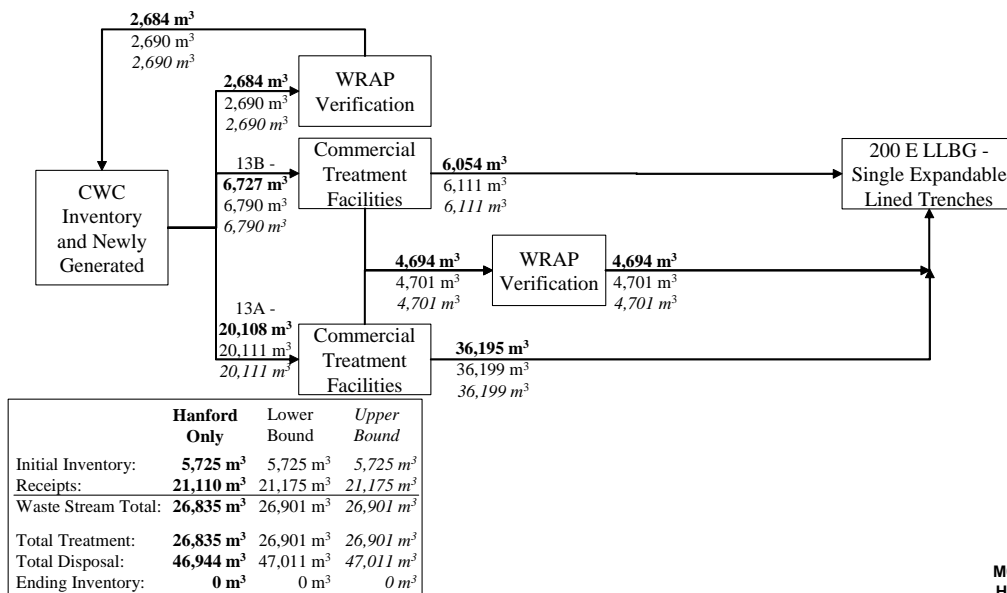 2,684 m³
2,690 m³
2,690 m³
2,684 m³
2,690 m³
2,690 m³
WRAP
Verification
CWC
Inventory
and Newly
Generated
13B -
6,727 m³
6,790 m³
6,790 m³
Commercial
Treatment
Facilities
6,054 m³
6,111 m³
6,111 m³
200 E LLBG -
Single Expandable
Lined Trenches
4,694 m³
4,701 m³
4,701 m³
WRAP
Verification
4,694 m³
4,701 m³
4,701 m³
13A -
20,108 m³
20,111 m³
20,111 m³
Commercial
Treatment
Facilities
36,195 m³
36,199 m³
36,199 m³
Hanford Lower Upper
Only Bound Bound
Initial Inventory: 5,725 m³ 5,725 m³ 5,725 m³
Receipts: 21,110 m³ 21,175 m³ 21,175 m³
Waste Stream Total: 26,835 m³ 26,901 m³ 26,901 m³
Total Treatment: 26,835 m³ 26,901 m³ 26,901 m³
Total Disposal: 46,944 m³ 47,011 m³ 47,011 m³
Ending Inventory: 0 m³ 0 m³ 0 m³